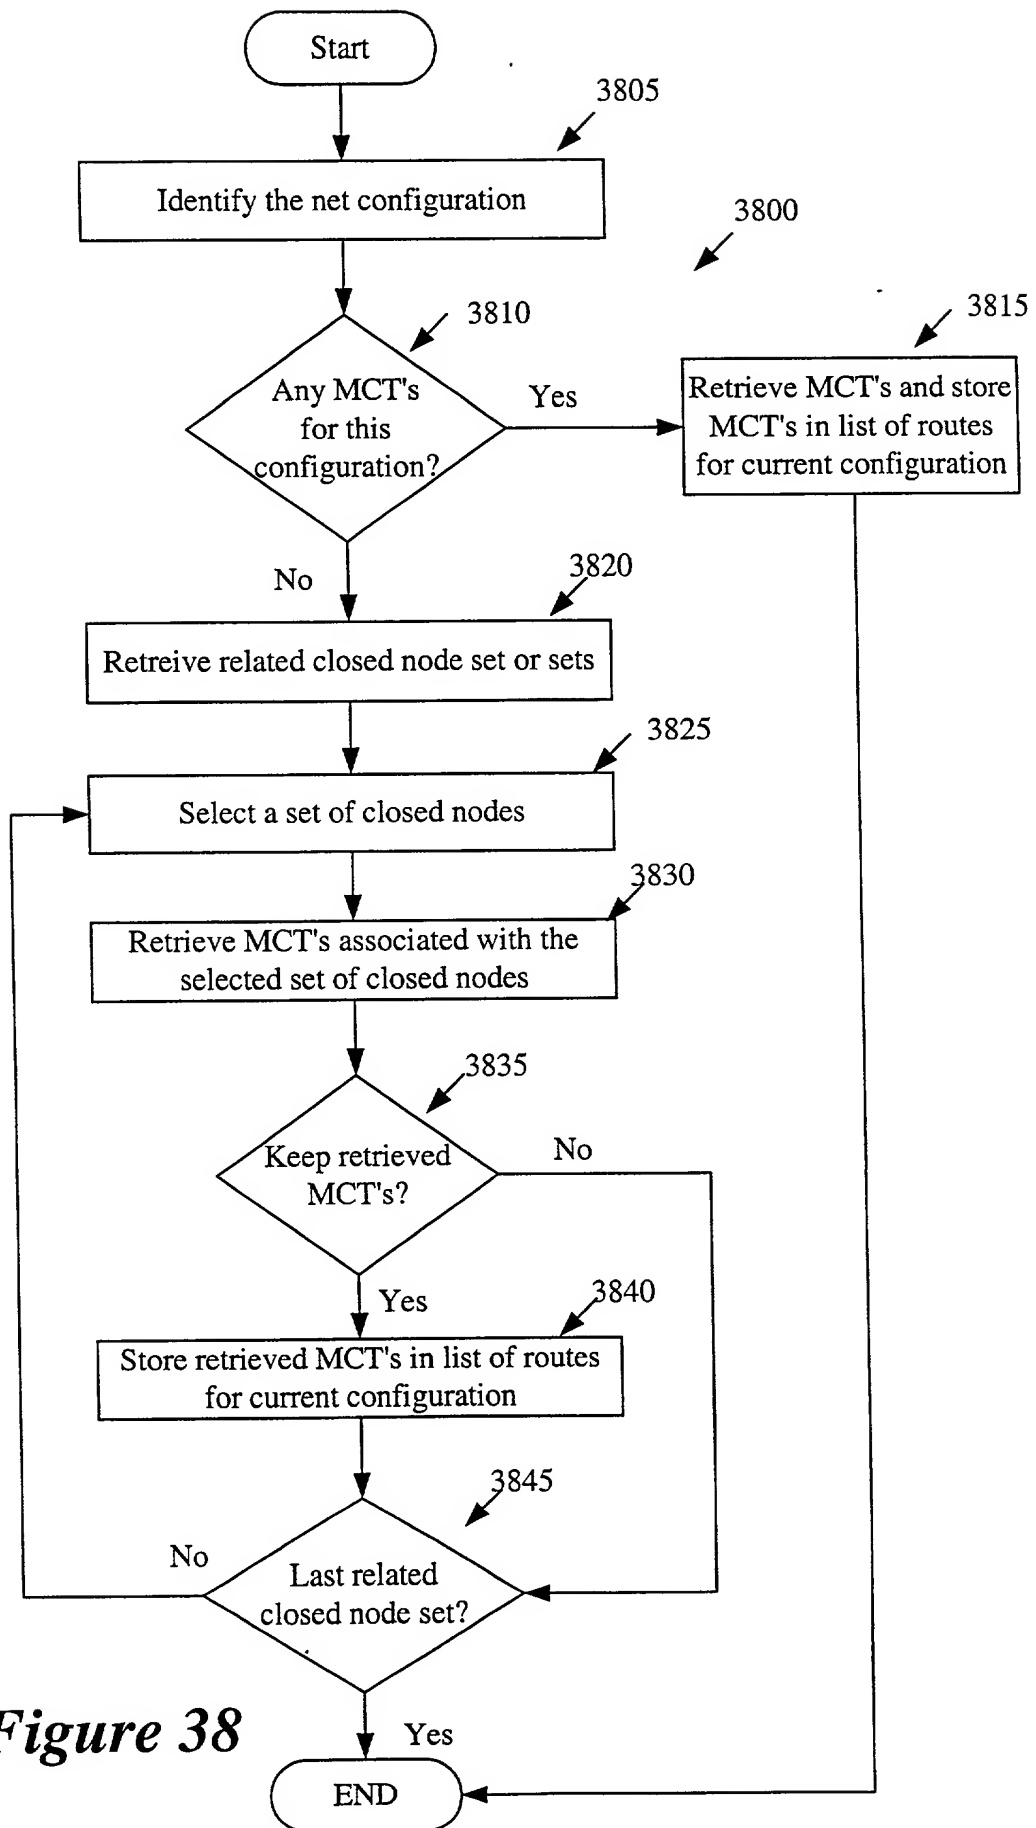 Start
3805
Identify the net configuration
3800
3810
3815
Any MCT's
for this
configuration?
Yes
Retrieve MCT's and store
MCT's in list of routes
for current configuration
No
3820
Retreive related closed node set or sets
3825
Select a set of closed nodes
3830
Retrieve MCT's associated with the
selected set of closed nodes
3835
Keep retrieved
MCT's?
No
Yes
3840
Store retrieved MCT's in list of routes
for current configuration
3845
No
Last related
closed node set?
Figure 38
Yes
END